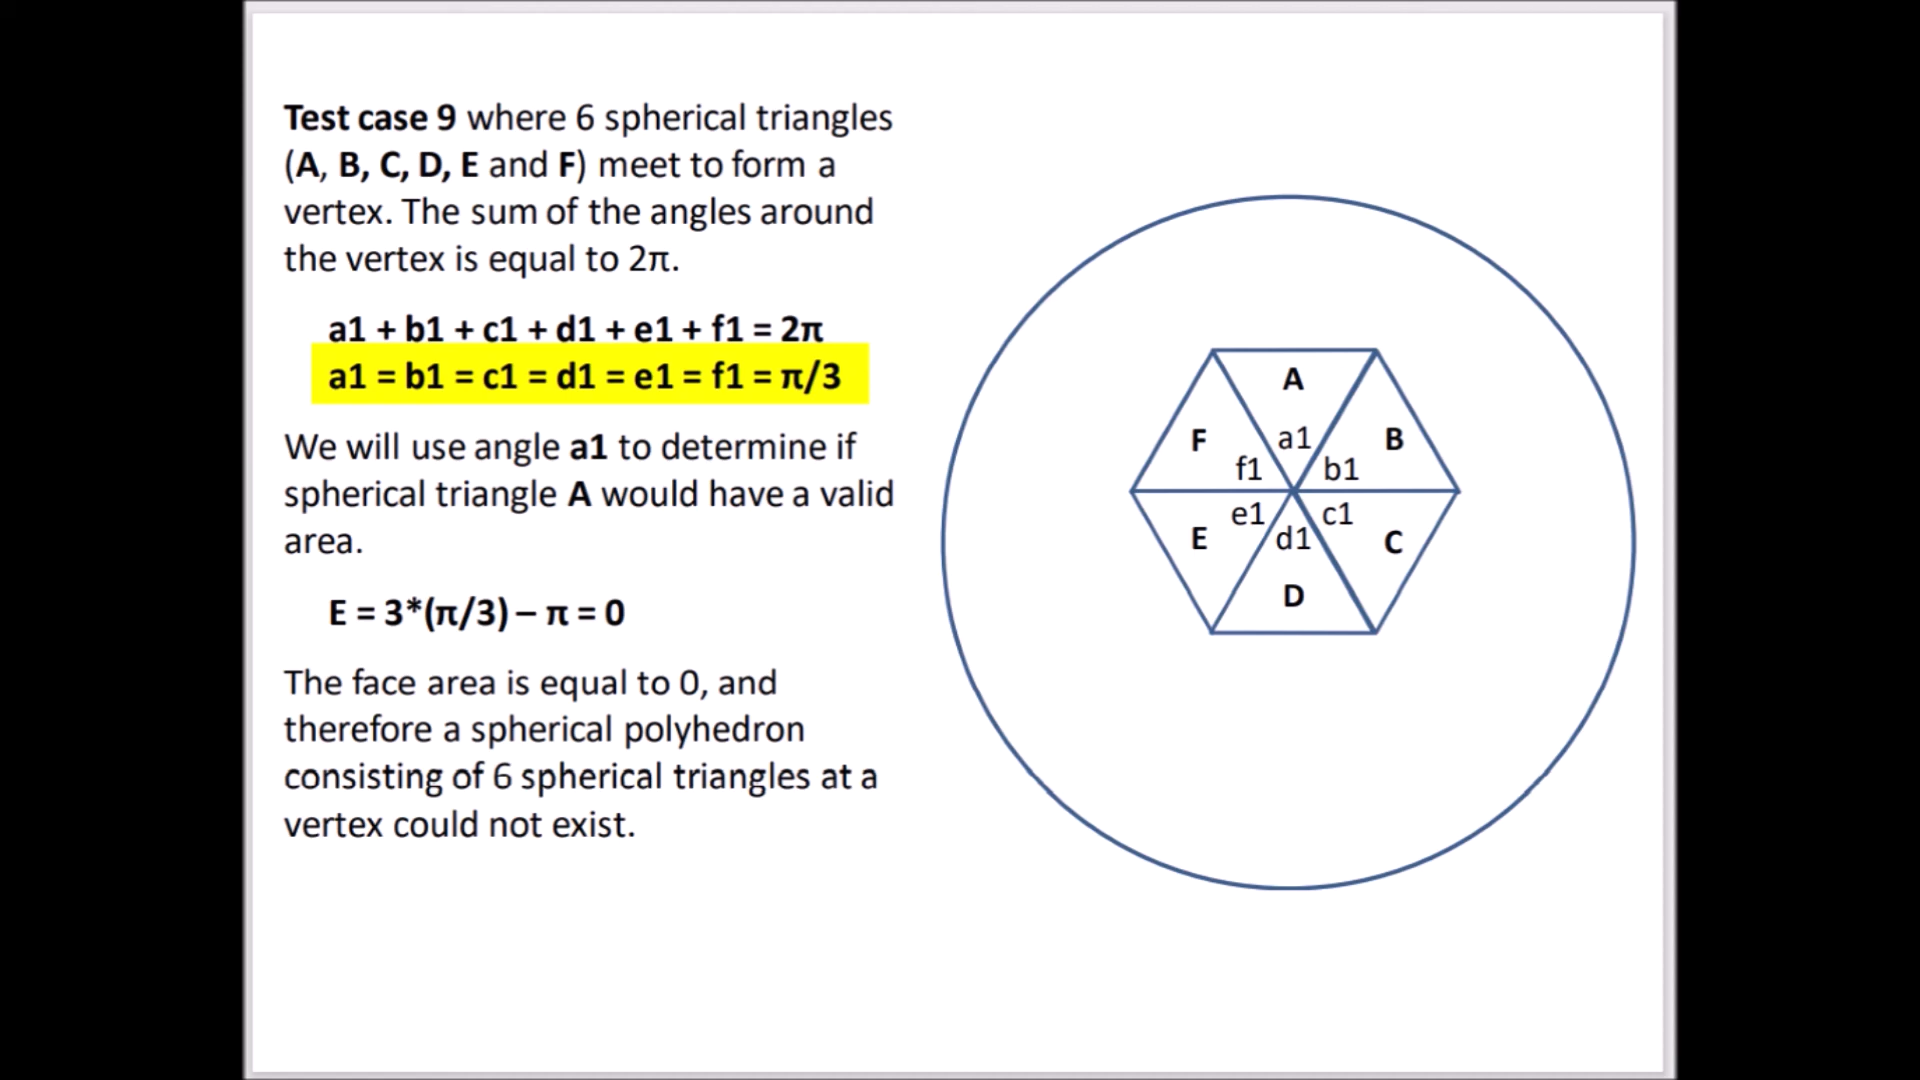 Test case 9 where 6 spherical triangles
(A, B, C, D, E and F) meet to form a
vertex. The sum of the angles around
the vertex is equal to 2π.
a1 + b1 + c1 + d1 + e1 + f1 = 2π
a1 = b1 = c1 = d1 = e1 = f1 = π/3
We will use angle a1 to determine if
spherical triangle A would have a valid
area.
E = 3*(π/3) – π = 0
The face area is equal to 0, and
therefore a spherical polyhedron
consisting of 6 spherical triangles at a
vertex could not exist.
A
F
a1
B
f1
b1
e1
c1
E
d1
C
D